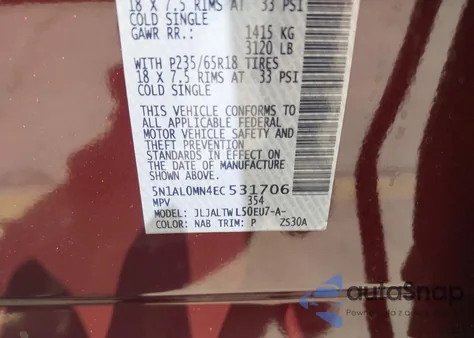 18 X 7.5 RIMS AT 33 PSI
COLD SINGLE
GAWR RR.: 1415 KG
3120 LB
WITH P235/65R18 TIRES
18 X 7.5 RIMS AT 33 PSI
COLD SINGLE
THIS VEHICLE CONFORMS TO
ALL APPLICABLE FEDERAL
MOTOR VEHICLE SAFETY AND
THEFT PREVENTION
STANDARDS IN EFFECT ON THE
DATE OF MANUFACTURE
SHOWN ABOVE.
5N1AL0MN4EC531706
MPV 354
MODEL: JLJALTWL50EU7-A-
COLOR: NAB TRIM: P ZS30A
autoSnap